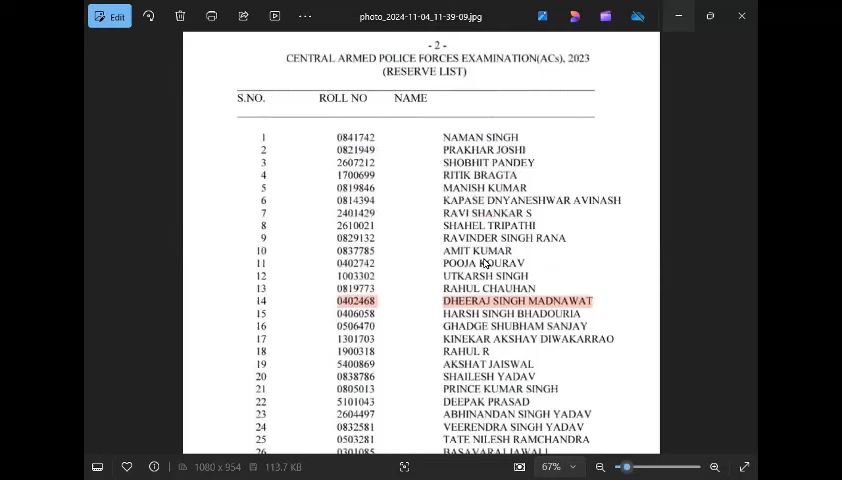 Edit
photo_2024-11-04_11-39-09.jpg
- 2 -
CENTRAL ARMED POLICE FORCES EXAMINATION(ACs), 2023
(RESERVE LIST)
S.NO. ROLL NO NAME
1 0841742 NAMAN SINGH
2 0821949 PRAKHAR JOSHI
3 2607212 SHOBHIT PANDEY
4 1700699 RITIK BRAGTA
5 0819846 MANISH KUMAR
6 0814394 KAPASE DNYANESHWAR AVINASH
7 2401429 RAVI SHANKAR S
8 2610021 SHAHEL TRIPATHI
9 0829132 RAVINDER SINGH RANA
10 0837785 AMIT KUMAR
11 0402742 POOJA KOURAV
12 1003302 UTKARSH SINGH
13 0819773 RAHUL CHAUHAN
14 0402468 DHEERAJ SINGH MADNAWAT
15 0406058 HARSH SINGH BHADOURIA
16 0506470 GHADGE SHUBHAM SANJAY
17 1301703 KINEKAR AKSHAY DIWAKARRAO
18 1900318 RAHUL R
19 5400869 AKSHAT JAISWAL
20 0838786 SHAILESH YADAV
21 0805013 PRINCE KUMAR SINGH
22 5101043 DEEPAK PRASAD
23 2604497 ABHINANDAN SINGH YADAV
24 0832581 VEERENDRA SINGH YADAV
25 0503281 TATE NILESH RAMCHANDRA
26 0301085
1080 x 954 113.7 KB 67%